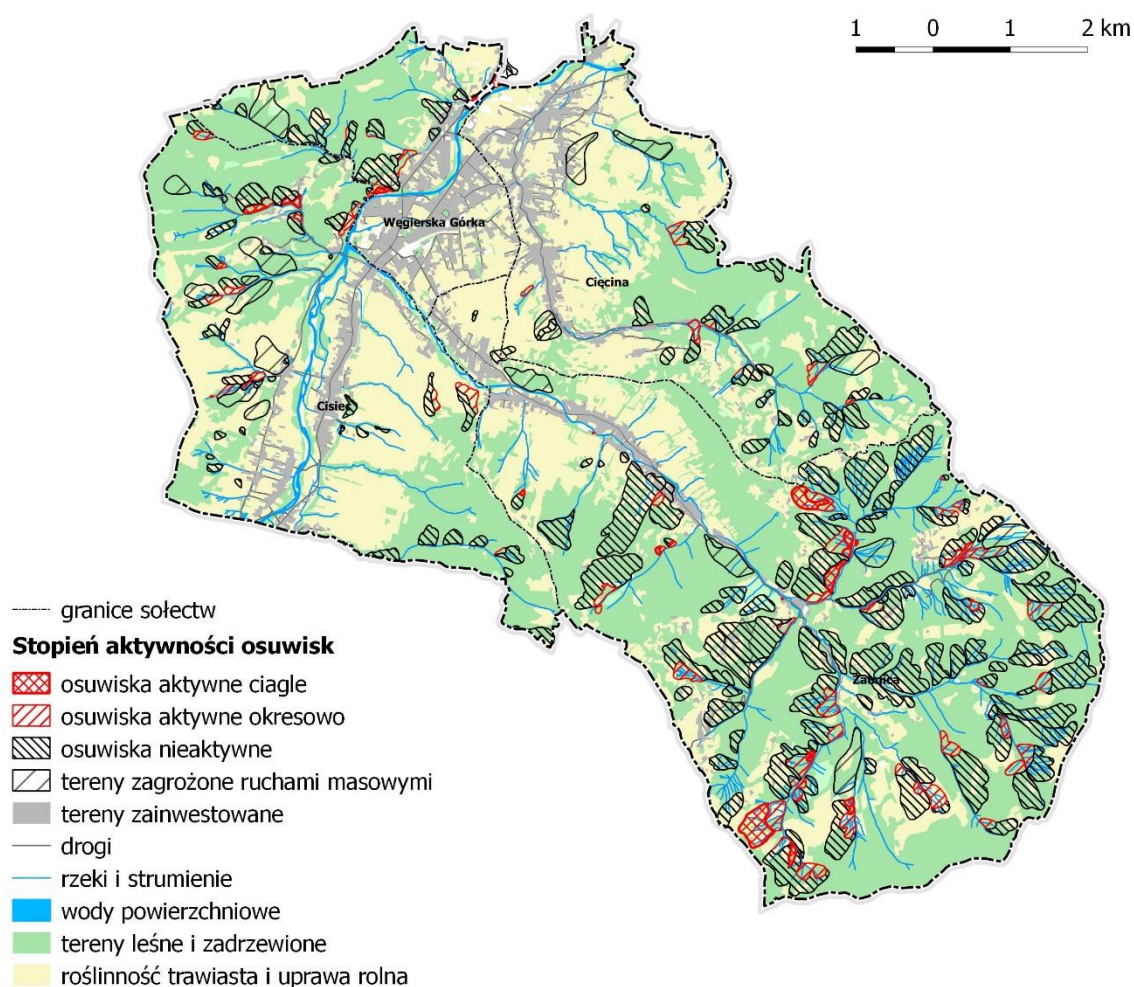 1 0 1 2 km
Węgierska Górka
Cięcina
Cisiec
Żabnica
granice sołectw
Stopień aktywności osuwisk
osuwiska aktywne ciagle
osuwiska aktywne okresowo
osuwiska nieaktywne
tereny zagrożone ruchami masowymi
tereny zainwestowane
drogi
rzeki i strumienie
wody powierzchniowe
tereny leśne i zadrzewione
roślinność trawiasta i uprawa rolna